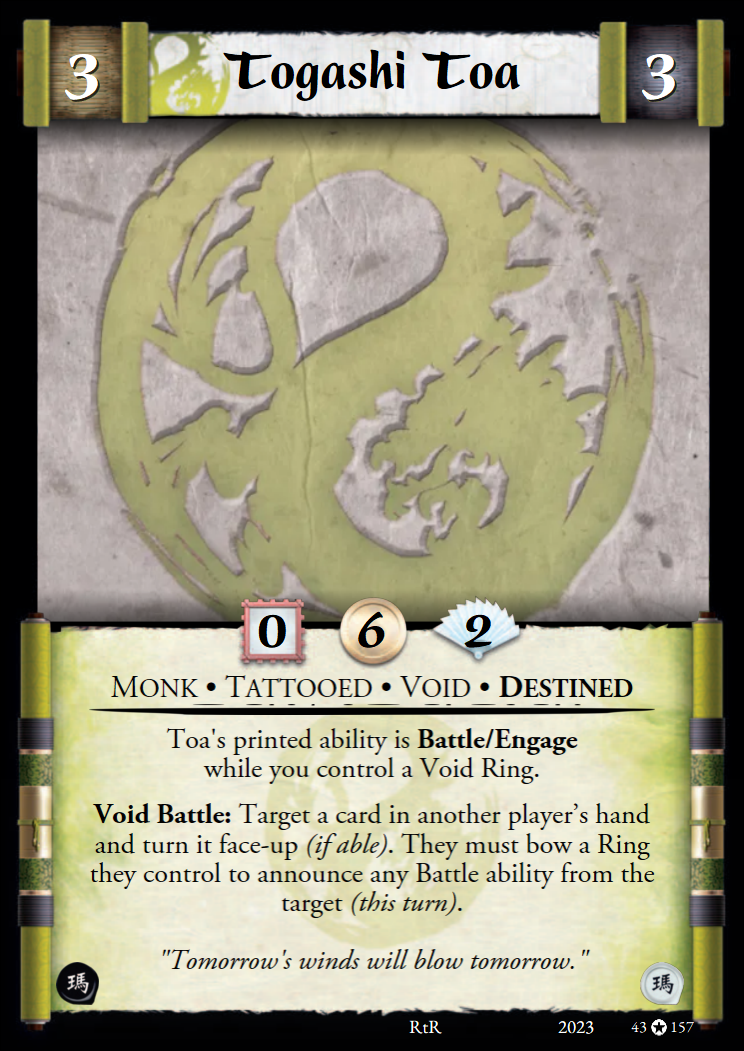 3 Togashi Toa 3
0 6 2
Monk • Tattooed • Void • Destined
Toa's printed ability is Battle/Engage
while you control a Void Ring.
Void Battle: Target a card in another player's hand
and turn it face-up (if able). They must bow a Ring
they control to announce any Battle ability from the
target (this turn).
"Tomorrow's winds will blow tomorrow."
瑪 瑪
RtR 2023 43 157